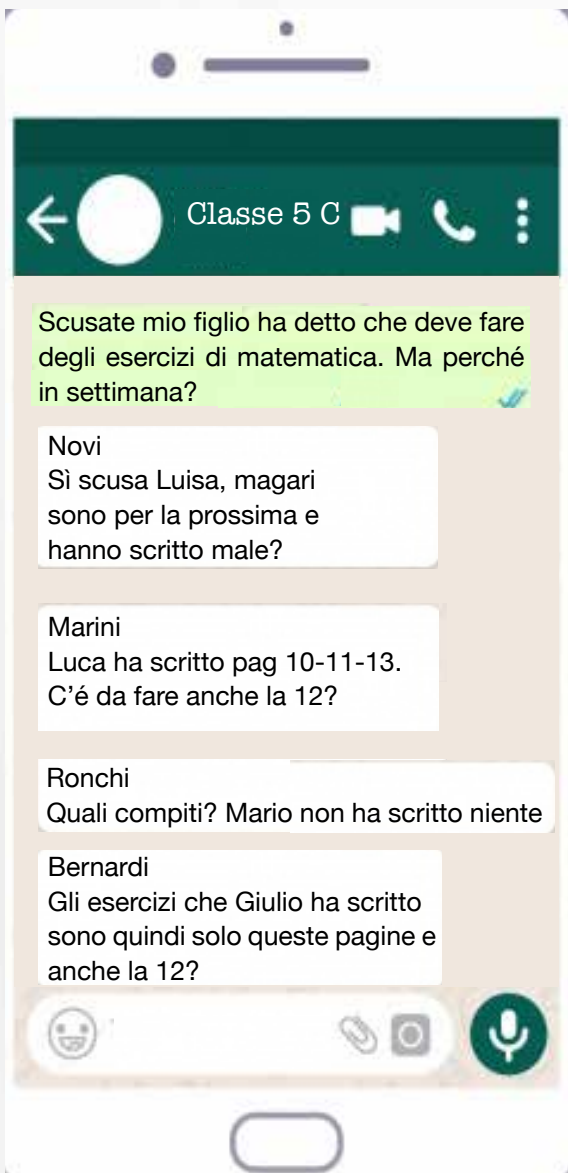 Classe 5 C
Scusate mio figlio ha detto che deve fare
degli esercizi di matematica. Ma perché
in settimana?
Novi
Sì scusa Luisa, magari
sono per la prossima e
hanno scritto male?
Marini
Luca ha scritto pag 10-11-13.
C'é da fare anche la 12?
Ronchi
Quali compiti? Mario non ha scritto niente
Bernardi
Gli esercizi che Giulio ha scritto
sono quindi solo queste pagine e
anche la 12?